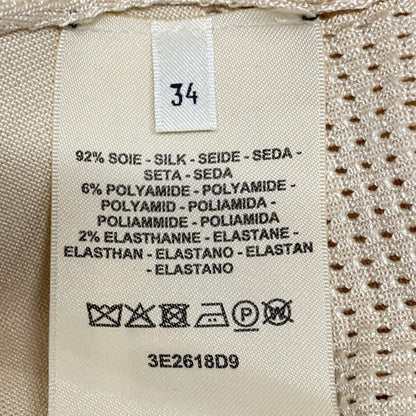 34
92% SOIE - SILK - SEIDE - SEDA -
SETA - SEDA
6% POLYAMIDE - POLYAMIDE -
POLYAMID - POLIAMIDA -
POLIAMMIDE - POLIAMIDA
2% ELASTHANNE - ELASTANE -
ELASTHAN - ELASTANO - ELASTAN
- ELASTANO
P W
3E2618D9